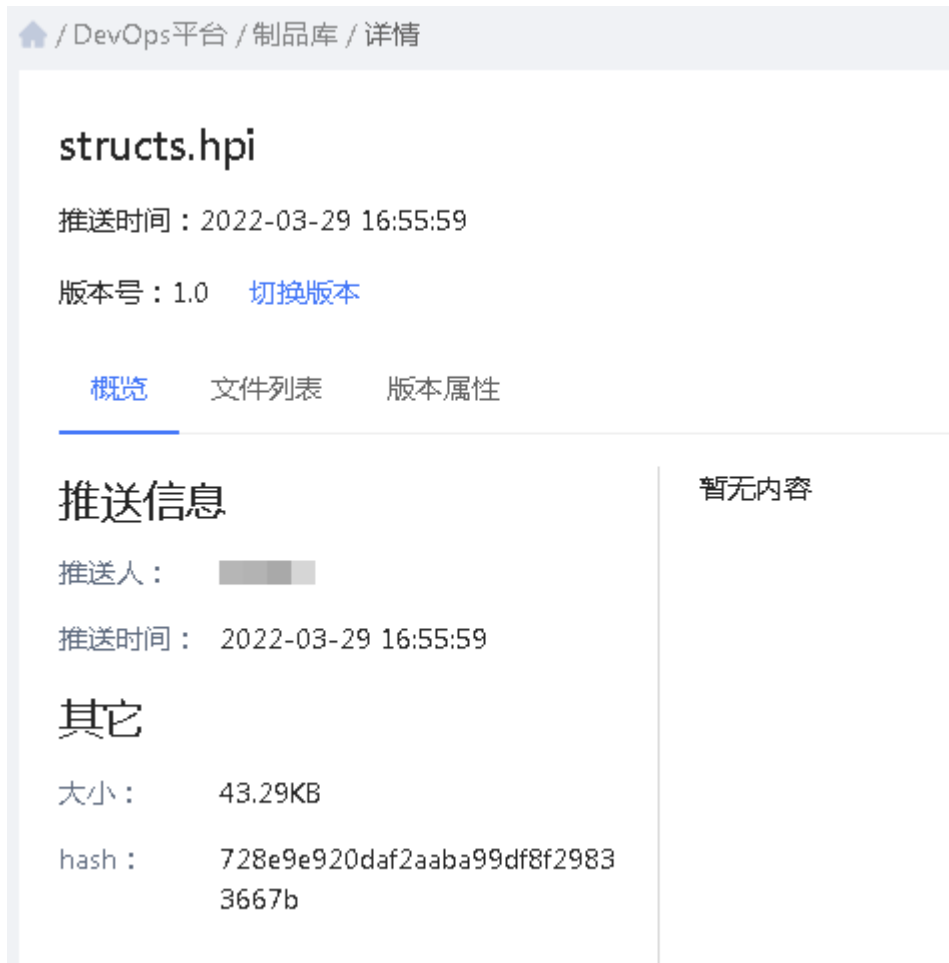 / DevOps平台 / 制品库 / 详情
structs.hpi
推送时间：2022-03-29 16:55:59
版本号：1.0 切换版本
概览 文件列表 版本属性
推送信息
暂无内容
推送人：
推送时间： 2022-03-29 16:55:59
其它
大小： 43.29KB
hash： 728e9e920daf2aaba99df8f2983
3667b